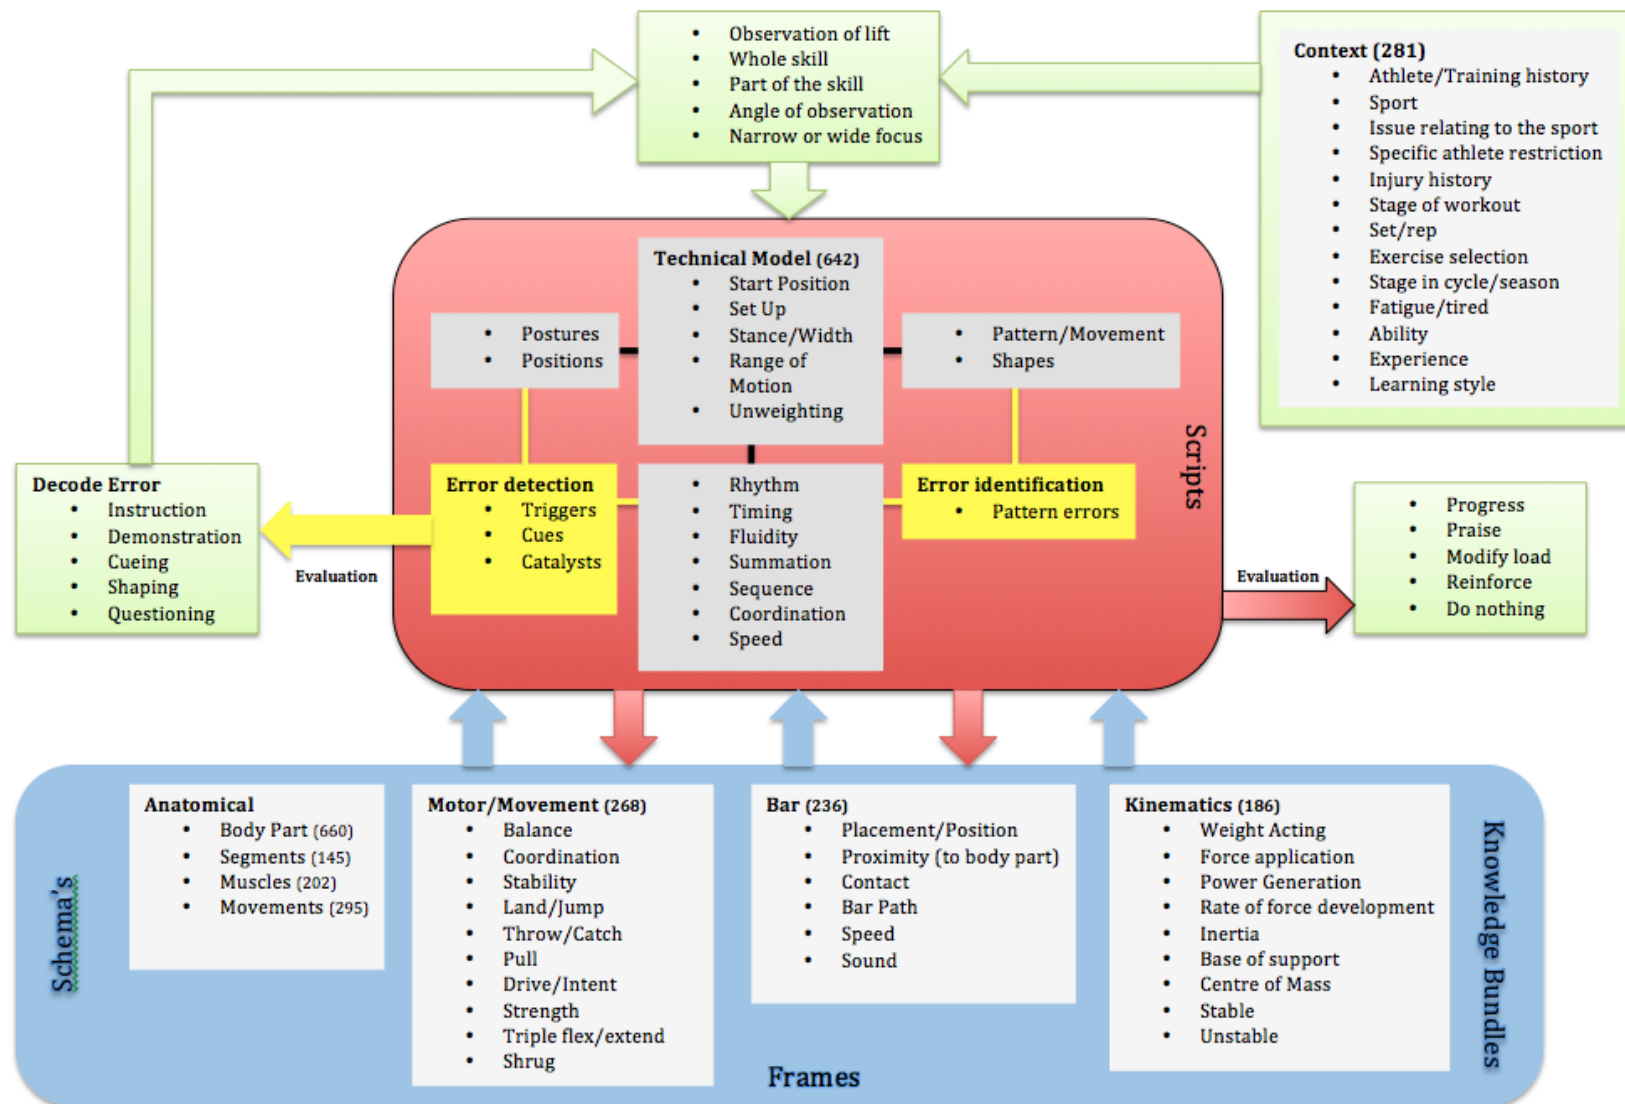 Observation of lift
Whole skill
Part of the skill
Angle of observation
Narrow or wide focus
Context (281)
Athlete/Training history
Sport
Issue relating to the sport
Specific athlete restriction
Injury history
Stage of workout
Set/rep
Exercise selection
Stage in cycle/season
Fatigue/tired
Ability
Experience
Learning style
Technical Model (642)
Start Position
Set Up
Stance/Width
Range of
Motion
Unweighting
Postures
Positions
Pattern/Movement
Shapes
Scripts
Decode Error
Instruction
Demonstration
Cueing
Shaping
Questioning
Evaluation
Error detection
Triggers
Cues
Catalysts
Rhythm
Timing
Fluidity
Summation
Sequence
Coordination
Speed
Error identification
Pattern errors
Evaluation
Progress
Praise
Modify load
Reinforce
Do nothing
Schema's
Anatomical
Body Part (660)
Segments (145)
Muscles (202)
Movements (295)
Motor/Movement (268)
Balance
Coordination
Stability
Land/Jump
Throw/Catch
Pull
Drive/Intent
Strength
Triple flex/extend
Shrug
Bar (236)
Placement/Position
Proximity (to body part)
Contact
Bar Path
Speed
Sound
Kinematics (186)
Weight Acting
Force application
Power Generation
Rate of force development
Inertia
Base of support
Centre of Mass
Stable
Unstable
Knowledge Bundles
Frames